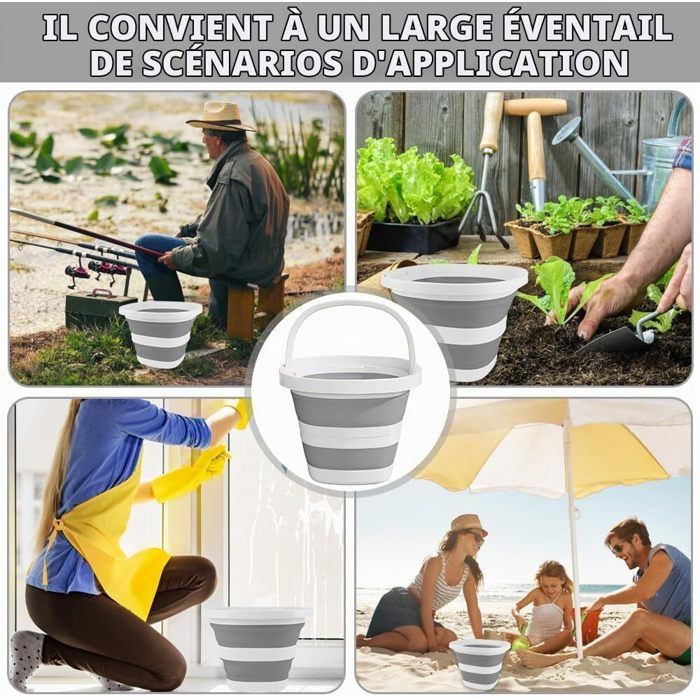 IL CONVIENT À UN LARGE ÉVENTAIL
DE SCÉNARIOS D'APPLICATION